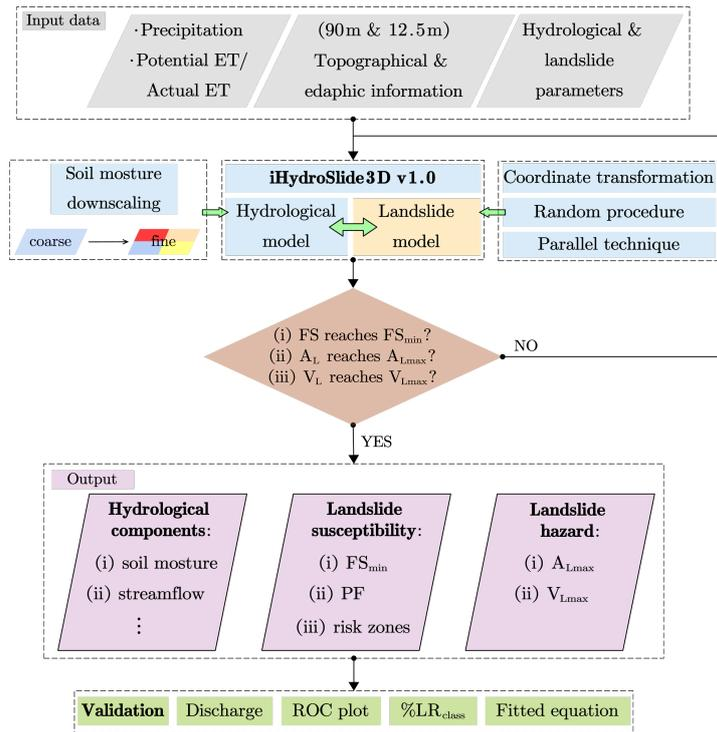 Input data
·Precipitation
·Potential ET/
Actual ET
(90m & 12.5m)
Topographical &
edaphic information
Hydrological &
landslide
parameters
Soil mosture
downscaling
coarse
fine
iHydroSlide3D v1.0
Hydrological
model
Landslide
model
Coordinate transformation
Random procedure
Parallel technique
(i) FS reaches FSmin?
(ii) AL reaches ALmax?
(iii) VL reaches VLmax?
NO
YES
Output
Hydrological
components:
(i) soil mosture
(ii) streamflow
⋮
Landslide
susceptibility:
(i) FSmin
(ii) PF
(iii) risk zones
Landslide
hazard:
(i) ALmax
(ii) VLmax
Validation
Discharge
ROC plot
%LRclass
Fitted equation